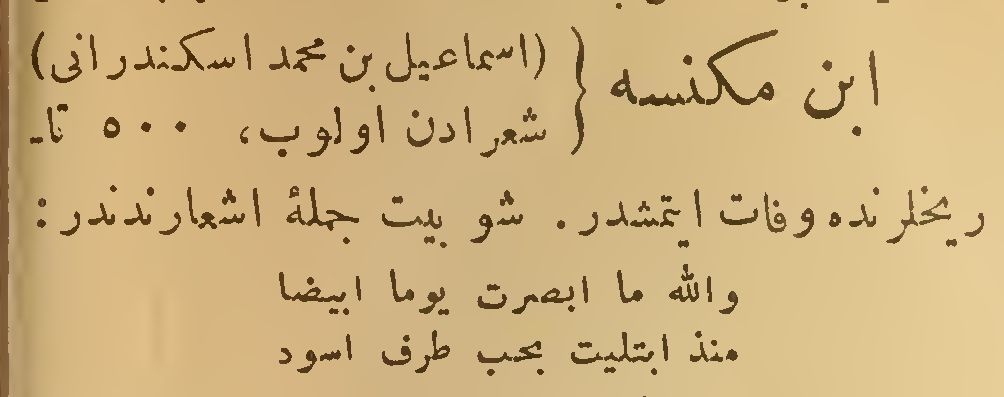 ابن مكنسه { (اسماعيل بن محمد اسكندرانى)
شعرادن اولوب، ٥٠٠ تا-
ريخلرنده وفات ايتمشدر. شو بيت جملهٔ اشعارندندر:
والله ما ابصرت يوما ابيضا
منذ ابتليت بحب طرف اسود